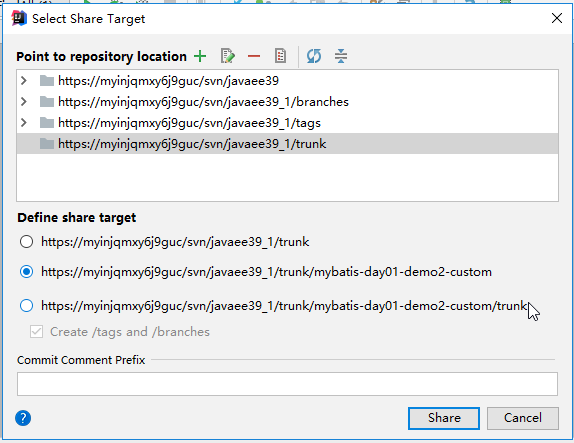 Select Share Target
Point to repository location
https://myinjqmxy6j9guc/svn/javaee39
https://myinjqmxy6j9guc/svn/javaee39_1/branches
https://myinjqmxy6j9guc/svn/javaee39_1/tags
https://myinjqmxy6j9guc/svn/javaee39_1/trunk
Define share target
https://myinjqmxy6j9guc/svn/javaee39_1/trunk
https://myinjqmxy6j9guc/svn/javaee39_1/trunk/mybatis-day01-demo2-custom
https://myinjqmxy6j9guc/svn/javaee39_1/trunk/mybatis-day01-demo2-custom/trunk
Create /tags and /branches
Commit Comment Prefix
Share Cancel